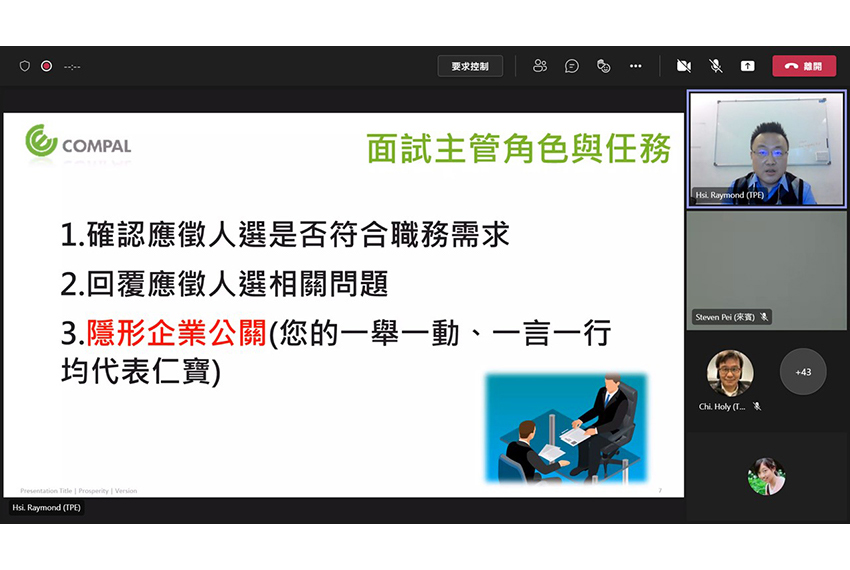 --:--
要求控制
離開
COMPAL
面試主管角色與任務
1.確認應徵人選是否符合職務需求
2.回覆應徵人選相關問題
3.隱形企業公關(您的一舉一動、一言一行
均代表仁寶)
Presentation Title | Prosperity | Version
7
Hsi. Raymond (TPE)
Hsi. Raymond (TPE)
Steven Pei (來賓)
Chi. Holy (T...
+43